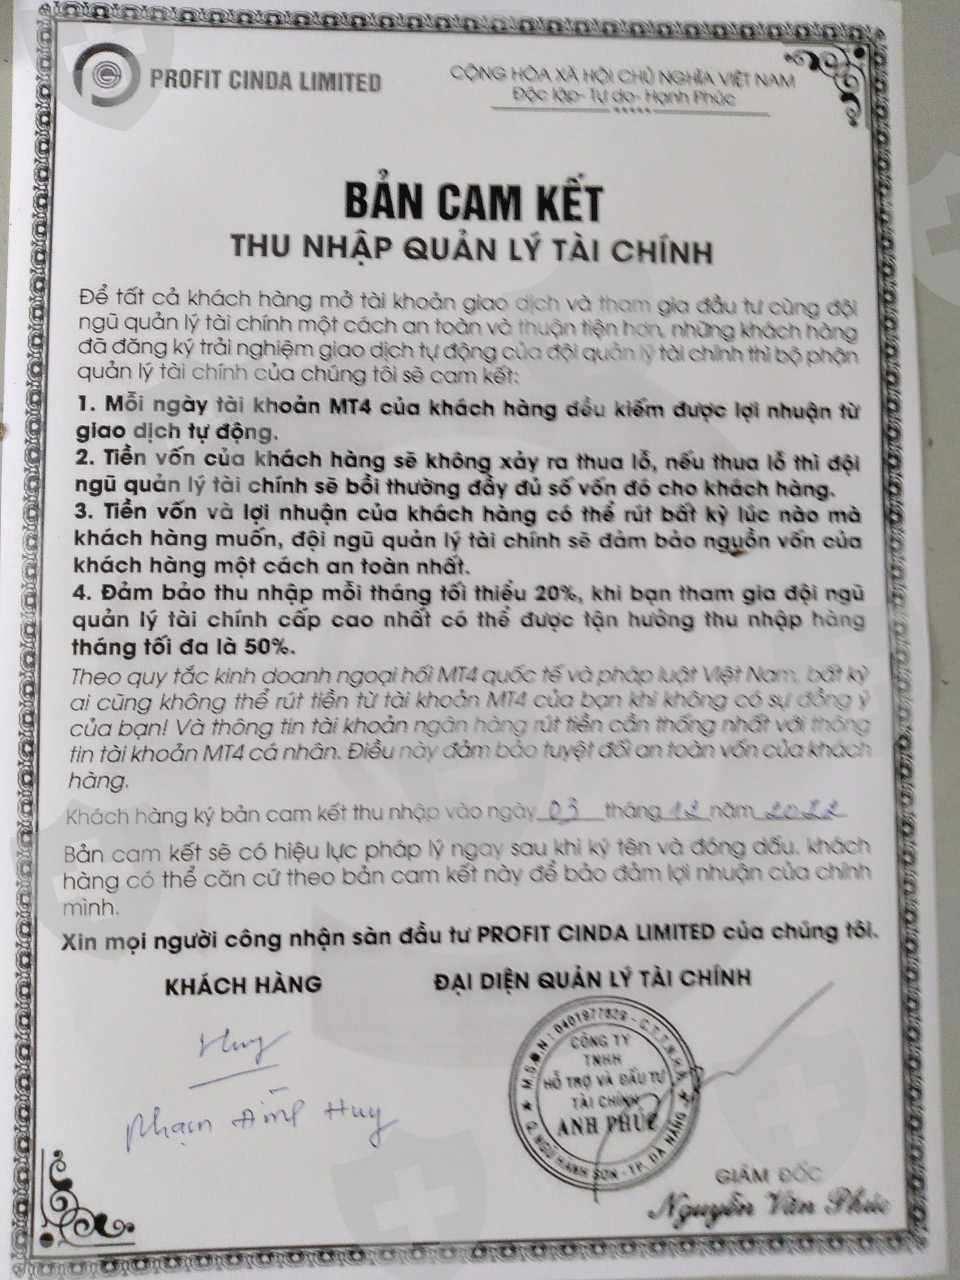 PROFIT CINDA LIMITED
CỘNG HÒA XÃ HỘI CHỦ NGHĨA VIỆT NAM
Độc lập- Tự do- Hạnh Phúc
BẢN CAM KẾT
THU NHẬP QUẢN LÝ TÀI CHÍNH
Để tất cả khách hàng mở tài khoản giao dịch và tham gia đầu tư cùng đội
ngũ quản lý tài chính một cách an toàn và thuận tiện hơn, những khách hàng
đã đăng ký trải nghiệm giao dịch tự động của đội quản lý tài chính thì bộ phận
quản lý tài chính của chúng tôi sẽ cam kết:
1. Mỗi ngày tài khoản MT4 của khách hàng đều kiếm được lợi nhuận từ
giao dịch tự động.
2. Tiền vốn của khách hàng sẽ không xảy ra thua lỗ, nếu thua lỗ thì đội
ngũ quản lý tài chính sẽ bồi thường đầy đủ số vốn đó cho khách hàng.
3. Tiền vốn và lợi nhuận của khách hàng có thể rút bất kỳ lúc nào mà
khách hàng muốn, đội ngũ quản lý tài chính sẽ đảm bảo nguồn vốn của
khách hàng một cách an toàn nhất.
4. Đảm bảo thu nhập mỗi tháng tối thiểu 20%, khi bạn tham gia đội ngũ
quản lý tài chính cấp cao nhất có thể được tận hưởng thu nhập hàng
tháng tối đa là 50%.
Theo quy tắc kinh doanh ngoại hối MT4 quốc tế và pháp luật Việt Nam, bất kỳ
ai cũng không thể rút tiền từ tài khoản MT4 của bạn khi không có sự đồng ý
của bạn! Và thông tin tài khoản ngân hàng rút tiền cần thống nhất với thông
tin tài khoản MT4 cá nhân. Điều này đảm bảo tuyệt đối an toàn vốn của khách
hàng.
Khách hàng ký bản cam kết thu nhập vào ngày 03 tháng 12 năm 2022
Bản cam kết sẽ có hiệu lực pháp lý ngay sau khi ký tên và đóng dấu. khách
hàng có thể căn cứ theo bản cam kết này để bảo đảm lợi nhuận của chính
mình.
Xin mọi người công nhận sàn đầu tư PROFIT CINDA LIMITED của chúng tôi.
KHÁCH HÀNG
ĐẠI DIỆN QUẢN LÝ TÀI CHÍNH
Huy
Phạm Huy
M.S.D.N: 0401977829 - C.T.T.N.H.H
CÔNG TY
TNHH
HỖ TRỢ VÀ ĐẦU TƯ
TÀI CHÍNH
ANH PHÚC
Q. NGŨ HÀNH SƠN - TP. ĐÀ NẴNG
GIÁM ĐỐC
Nguyễn Văn Phúc